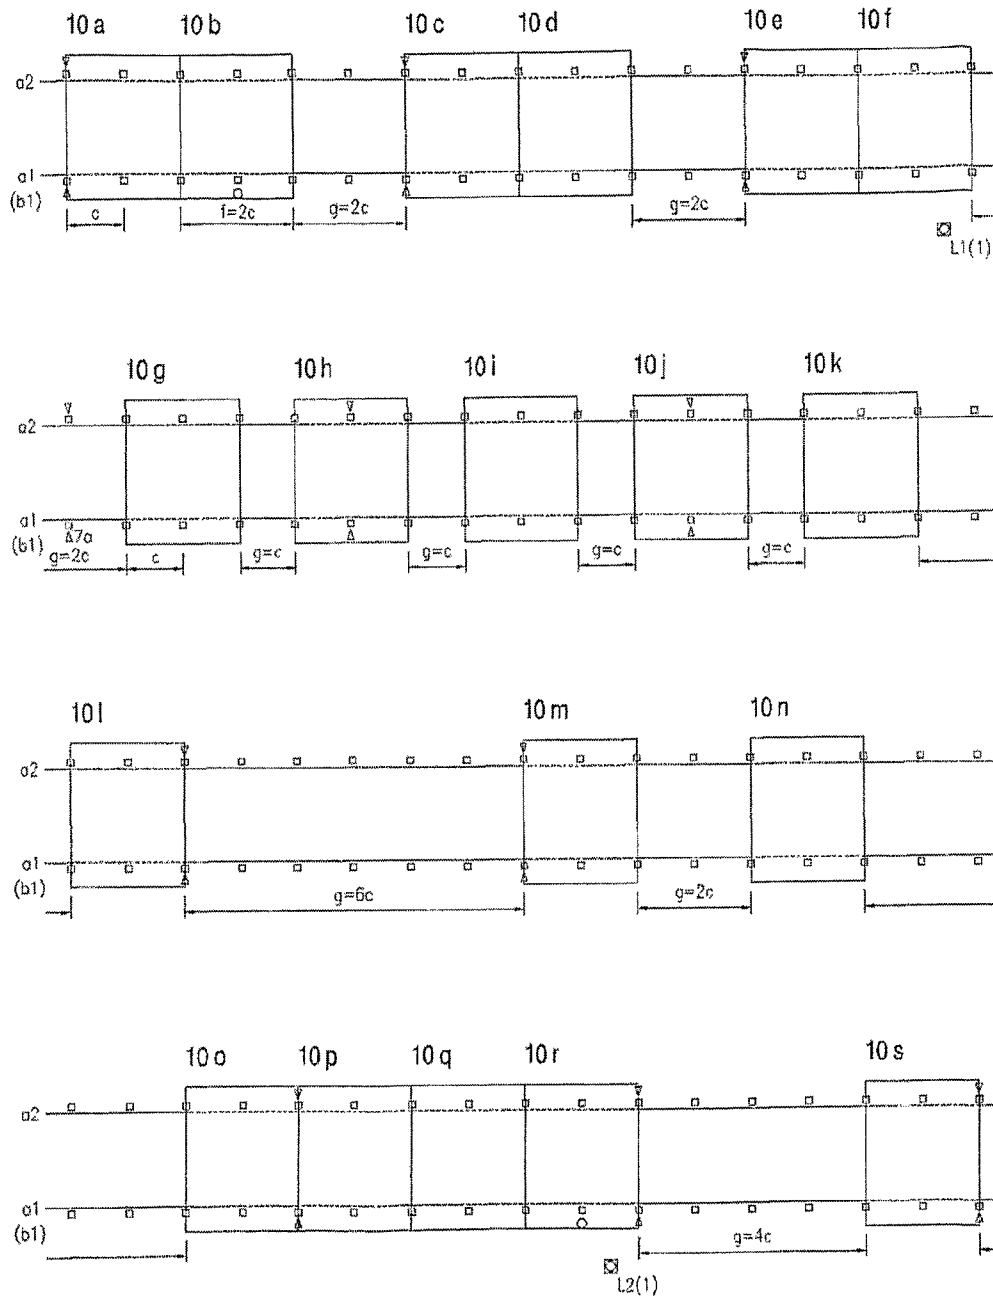 10a 10b 10c 10d 10e 10f
a2
a1
(b1)
c f=2c g=2c g=2c
L1(1)
10g 10h 10i 10j 10k
a2
a1
(b1)
7a
g=2c c g=c g=c g=c g=c
10l 10m 10n
a2
a1
(b1)
g=6c g=2c
10o 10p 10q 10r 10s
a2
a1
(b1)
g=4c
L2(1)